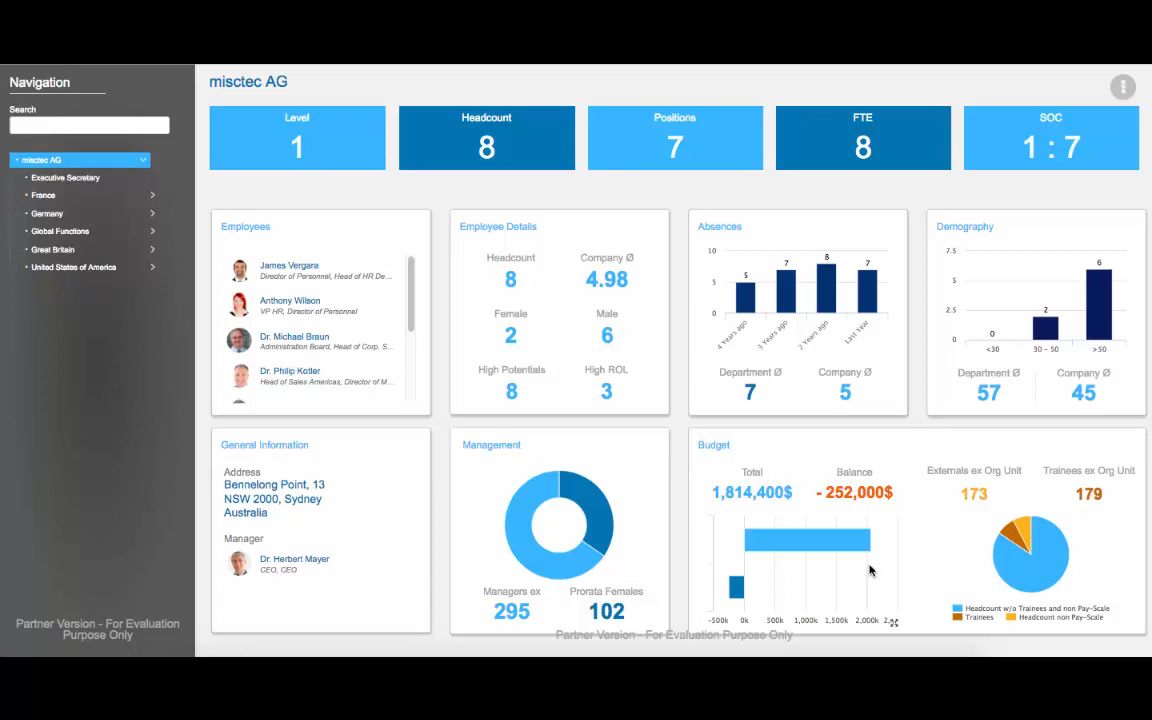 Navigation
Search
misctec AG
Executive Secretary
France
Germany
Global Functions
Great Britain
United States of America
Partner Version - For Evaluation
Purpose Only
misctec AG
Level
1
Headcount
8
Positions
7
FTE
8
SOC
1 : 7
Employees
James Vergara
Director of Personnel, Head of HR De...
Anthony Wilson
VP HR, Director of Personnel
Dr. Michael Braun
Administration Board, Head of Corp. S...
Dr. Philip Kotler
Head of Sales Americas, Director of M...
Employee Details
Headcount Company Ø
8 4.98
Female Male
2 6
High Potentials High ROL
8 3
Absences
10
5
0
5 7 8 7
4 Years ago 3 Years ago 2 Years ago Last Year
Department Ø Company Ø
7 5
Demography
7.5
5
2.5
0
0 2 6
<30 30 - 50 >50
Department Ø Company Ø
57 45
General Information
Address
Bennelong Point, 13
NSW 2000, Sydney
Australia
Manager
Dr. Herbert Mayer
CEO, CEO
Management
Managers ex Prorata Females
295 102
Budget
Total Balance
1,814,400$ - 252,000$
-500k 0k 500k 1,000k 1,500k 2,000k
Externals ex Org Unit Trainees ex Org Unit
173 179
Headcount w/o Trainees and non Pay-Scale
Trainees Headcount non Pay-Scale
Partner Version - For Evaluation Purpose Only